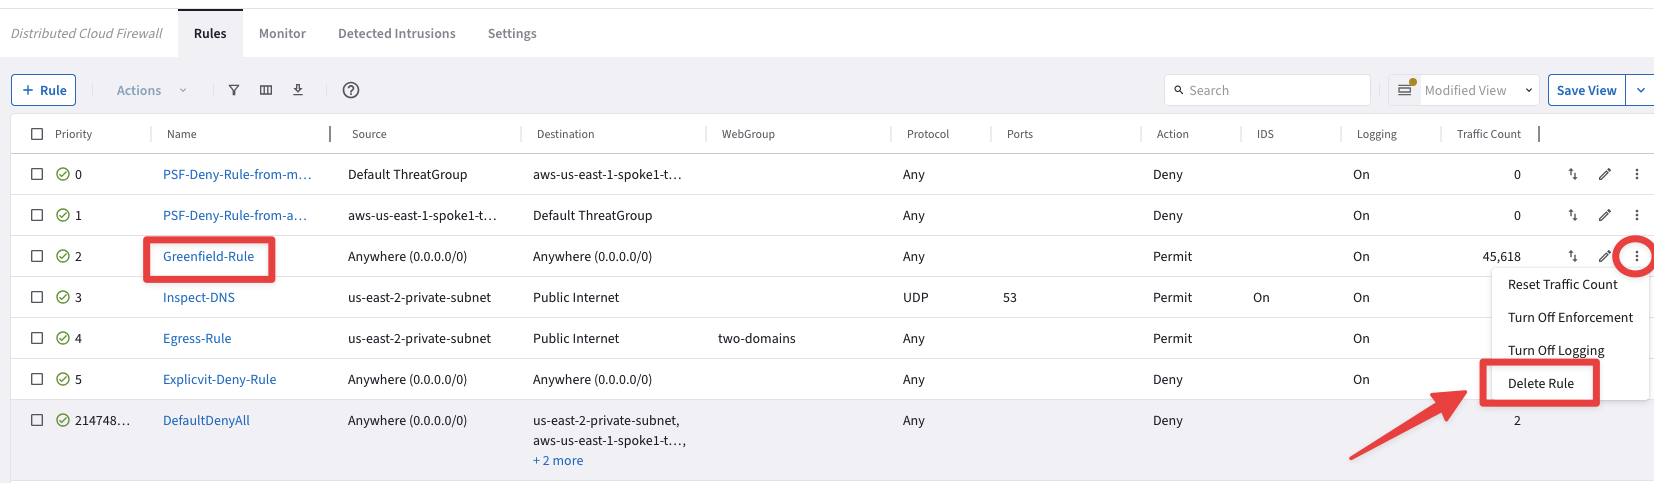 Distributed Cloud Firewall Rules Monitor Detected Intrusions Settings
+ Rule Actions Search Modified View Save View
Priority Name Source Destination WebGroup Protocol Ports Action IDS Logging Traffic Count
0 PSF-Deny-Rule-from-m... Default ThreatGroup aws-us-east-1-spoke1-t... Any Deny On 0
1 PSF-Deny-Rule-from-a... aws-us-east-1-spoke1-t... Default ThreatGroup Any Deny On 0
2 Greenfield-Rule Anywhere (0.0.0.0/0) Anywhere (0.0.0.0/0) Any Permit On 45,618
Reset Traffic Count
3 Inspect-DNS us-east-2-private-subnet Public Internet UDP 53 Permit On On
Turn Off Enforcement
4 Egress-Rule us-east-2-private-subnet Public Internet two-domains Any Permit On
Turn Off Logging
5 Explicvit-Deny-Rule Anywhere (0.0.0.0/0) Anywhere (0.0.0.0/0) Any Deny On
Delete Rule
214748... DefaultDenyAll Anywhere (0.0.0.0/0) us-east-2-private-subnet, Any Deny 2
aws-us-east-1-spoke1-t...,
+ 2 more